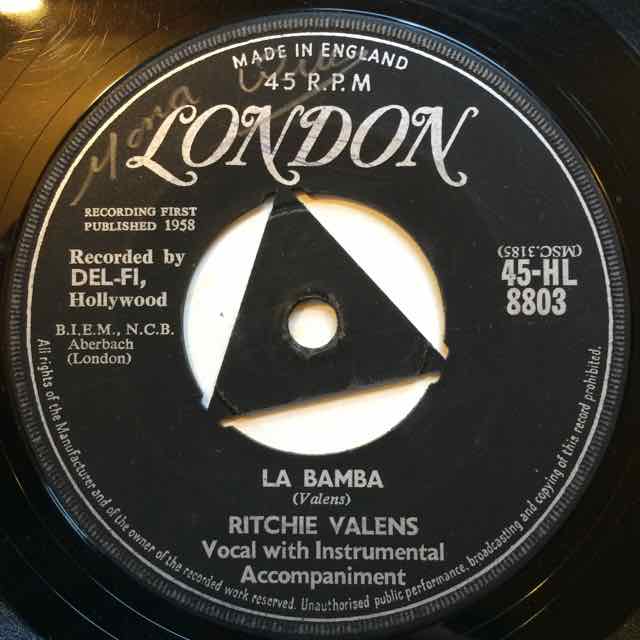 MADE IN ENGLAND
45 R.P.M
LONDON
RECORDING FIRST
PUBLISHED 1958
Recorded by
DEL-FI,
Hollywood
B.I.E.M., N.C.B.
Aberbach
(London)
(MSC.5185)
45-HL
8803
LA BAMBA
(Valens)
RITCHIE VALENS
Vocal with Instrumental
Accompaniment
All rights of the Manufacturer and of the owner of the recorded work reserved. Unauthorised public performance, broadcasting and copying of this record prohibited.